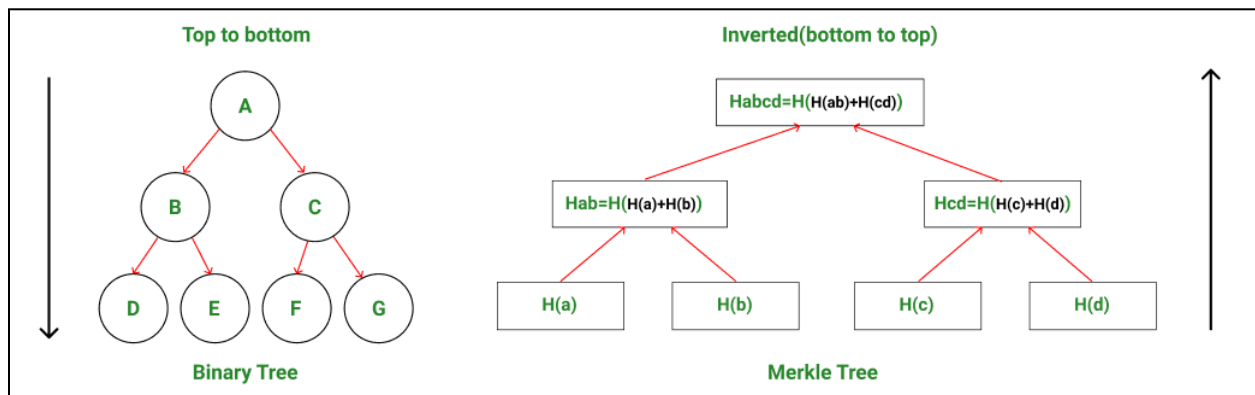 Top to bottom
A
B
C
D
E
F
G
Binary Tree
Inverted(bottom to top)
Habcd=H(H(ab)+H(cd))
Hab=H(H(a)+H(b))
Hcd=H(H(c)+H(d))
H(a)
H(b)
H(c)
H(d)
Merkle Tree